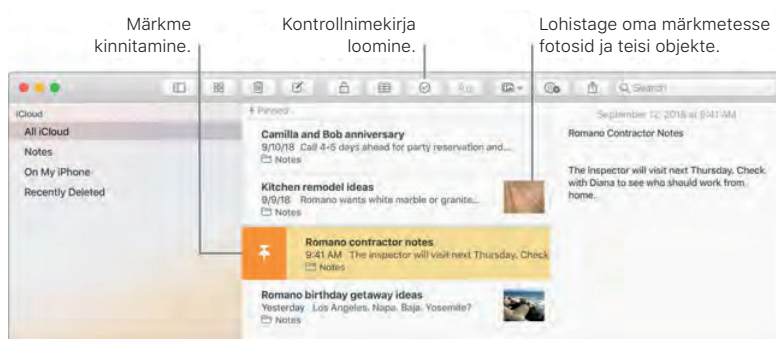 Märkme
kinnitamine.
Kontrollnimekirja
loomine.
Lohistage oma märkmetesse
fotosid ja teisi objekte.
Search
iCloud
All iCloud
Notes
On My iPhone
Recently Deleted
Pinned
Camilla and Bob anniversary
9/10/18 Call 4-5 days ahead for party reservation and...
Notes
Kitchen remodel ideas
9/9/18 Romano wants white marble or granite...
Notes
Romano contractor notes
9:41 AM The inspector will visit next Thursday. Check
Notes
Romano birthday getaway ideas
Yesterday Los Angeles. Napa. Baja. Yosemite?
Notes
September 12, 2018 at 9:41 AM
Romano Contractor Notes
The inspector will visit next Thursday. Check
with Diana to see who should work from
home.